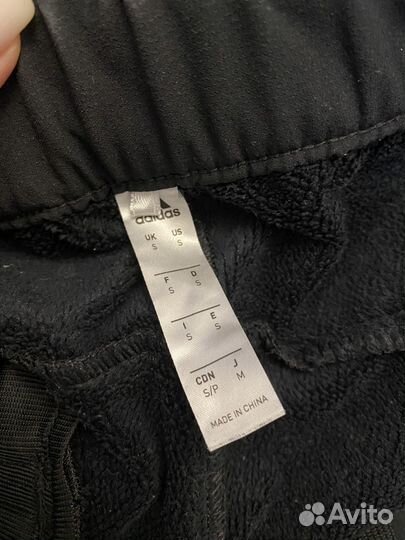 adidas
UK US
S S
F D
S S
I E
S S
CDN J
S/P M
MADE IN CHINA
Avito